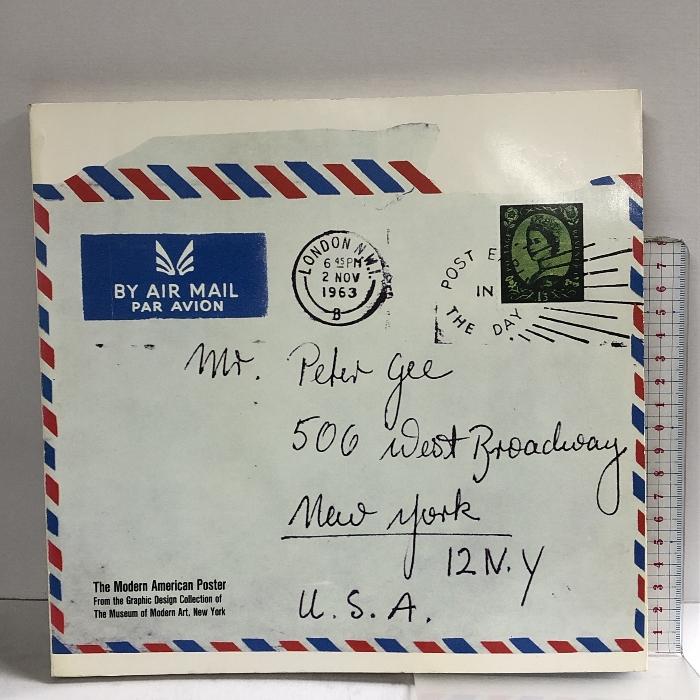 BY AIR MAIL
PAR AVION
LONDON N.W.1.
6 45 PM
2 NOV
1963
B
POST E
IN
THE DAY
Mr. Peter Gee
506 West Broadway
New York
12 N.Y
U. S. A.
The Modern American Poster
From the Graphic Design Collection of
The Museum of Modern Art, New York